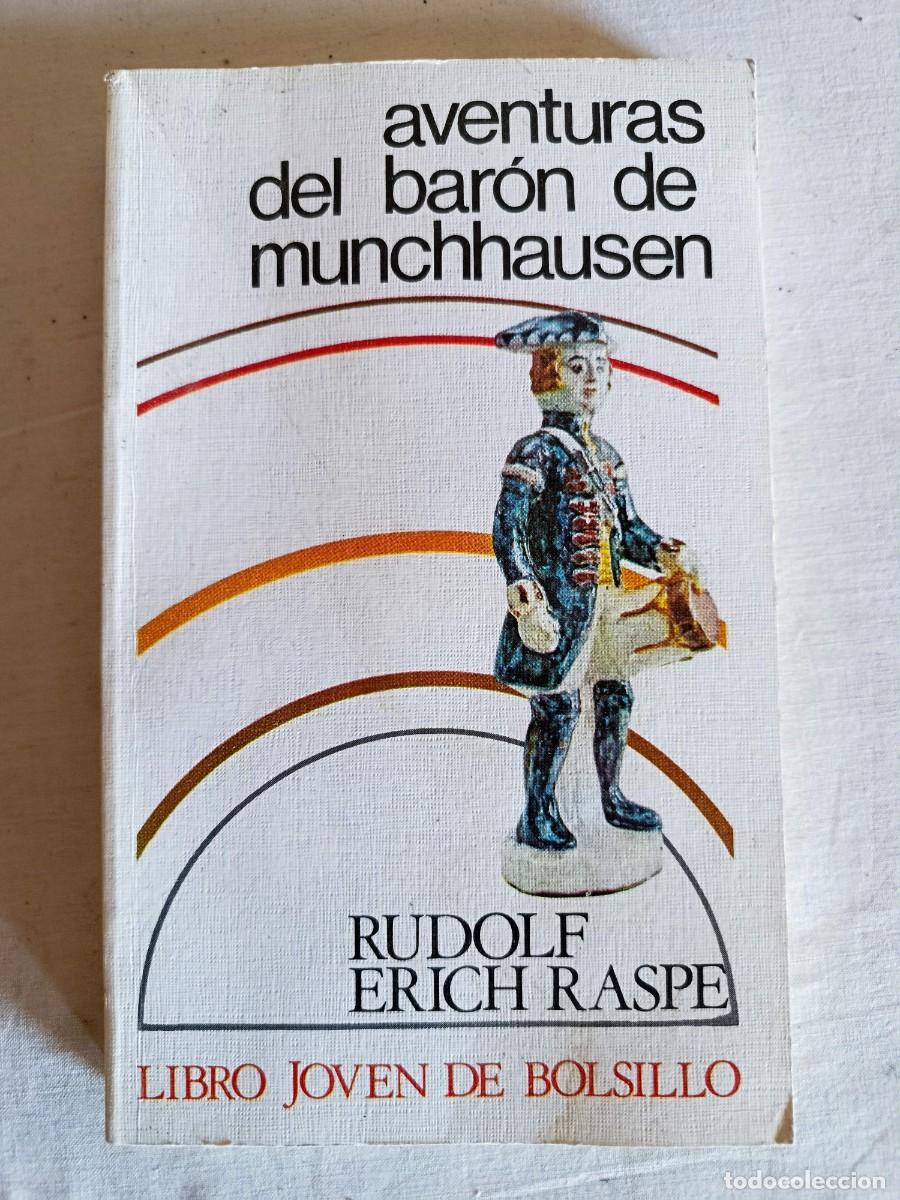 aventuras
del barón de
munchhausen
RUDOLF
ERICH RASPE
LIBRO JOVEN DE BOLSILLO
todocoleccion